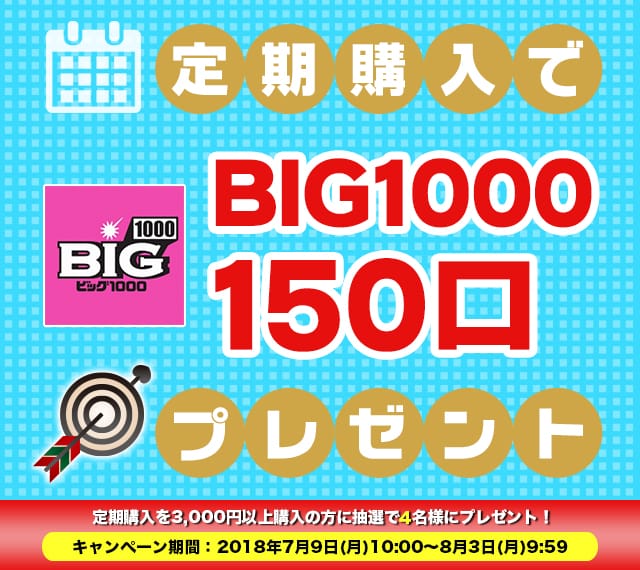 定期購入で
BIG1000
150口
1000
BIG
ビッグ1000
プレゼント
定期購入を3,000円以上購入の方に抽選で4名様にプレゼント！
キャンペーン期間：2018年7月9日(月)10:00〜8月3日(月)9:59